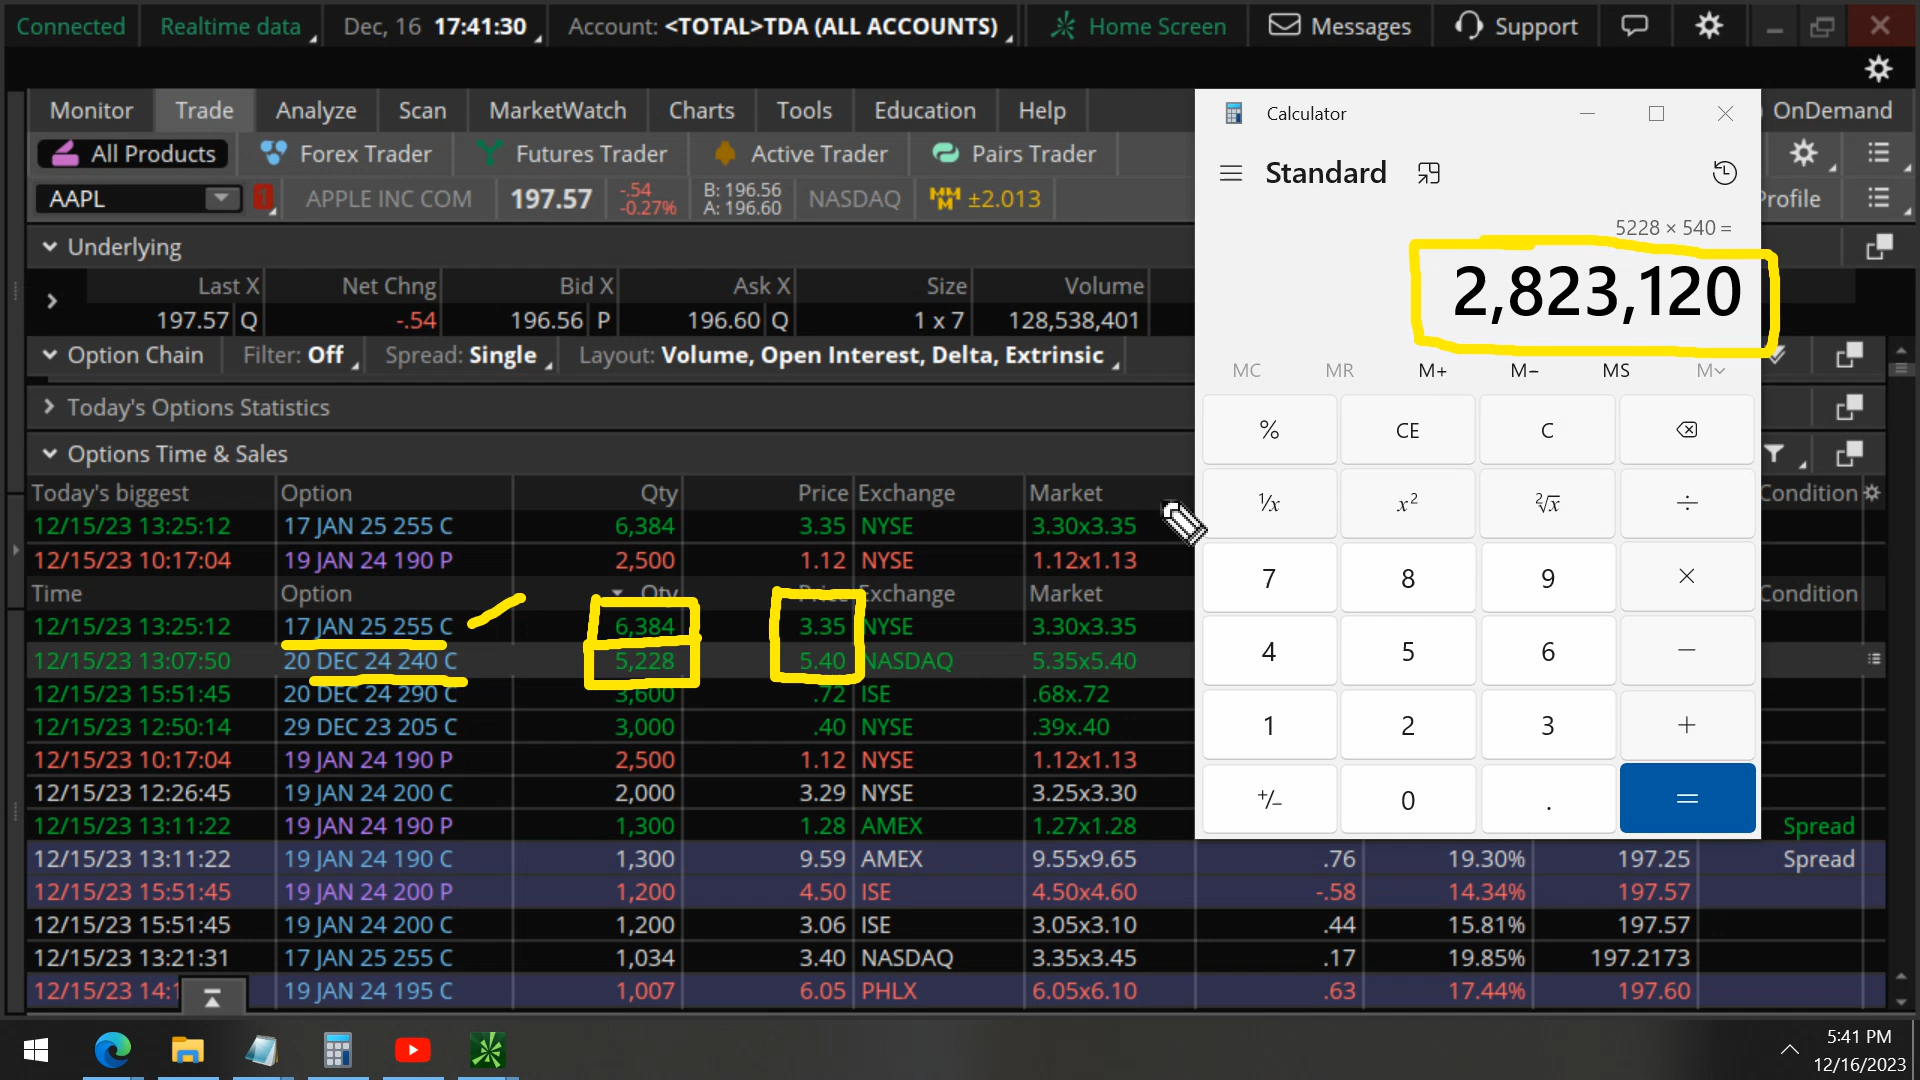 Connected Realtime data Dec, 16 17:41:30 Account: <TOTAL>TDA (ALL ACCOUNTS) Home Screen Messages Support
Monitor Trade Analyze Scan MarketWatch Charts Tools Education Help OnDemand
All Products Forex Trader Futures Trader Active Trader Pairs Trader
AAPL 1 APPLE INC COM 197.57 -.54 -0.27% B: 196.56 A: 196.60 NASDAQ ±2.013 Profile
Underlying
Last X Net Chng Bid X Ask X Size Volume
197.57 Q -.54 196.56 P 196.60 Q 1 x 7 128,538,401
Option Chain Filter: Off Spread: Single Layout: Volume, Open Interest, Delta, Extrinsic
Today's Options Statistics
Options Time & Sales
Today's biggest Option Qty Price Exchange Market Condition
12/15/23 13:25:12 17 JAN 25 255 C 6,384 3.35 NYSE 3.30x3.35
12/15/23 10:17:04 19 JAN 24 190 P 2,500 1.12 NYSE 1.12x1.13
Time Option Qty Price Exchange Market Condition
12/15/23 13:25:12 17 JAN 25 255 C 6,384 3.35 NYSE 3.30x3.35
12/15/23 13:07:50 20 DEC 24 240 C 5,228 5.40 NASDAQ 5.35x5.40
12/15/23 15:51:45 20 DEC 24 290 C 3,600 .72 ISE .68x.72
12/15/23 12:50:14 29 DEC 23 205 C 3,000 .40 NYSE .39x.40
12/15/23 10:17:04 19 JAN 24 190 P 2,500 1.12 NYSE 1.12x1.13
12/15/23 12:26:45 19 JAN 24 200 C 2,000 3.29 NYSE 3.25x3.30
12/15/23 13:11:22 19 JAN 24 190 P 1,300 1.28 AMEX 1.27x1.28 Spread
12/15/23 13:11:22 19 JAN 24 190 C 1,300 9.59 AMEX 9.55x9.65 .76 19.30% 197.25 Spread
12/15/23 15:51:45 19 JAN 24 200 P 1,200 4.50 ISE 4.50x4.60 -.58 14.34% 197.57
12/15/23 15:51:45 19 JAN 24 200 C 1,200 3.06 ISE 3.05x3.10 .44 15.81% 197.57
12/15/23 13:21:31 17 JAN 25 255 C 1,034 3.40 NASDAQ 3.35x3.45 .17 19.85% 197.2173
12/15/23 14:1 19 JAN 24 195 C 1,007 6.05 PHLX 6.05x6.10 .63 17.44% 197.60
Calculator
Standard
5228 × 540 =
2,823,120
MC MR M+ M− MS M
% CE C
1/x x² ²√x ÷
7 8 9 ×
4 5 6 −
1 2 3 +
+/− 0 . =
5:41 PM
12/16/2023